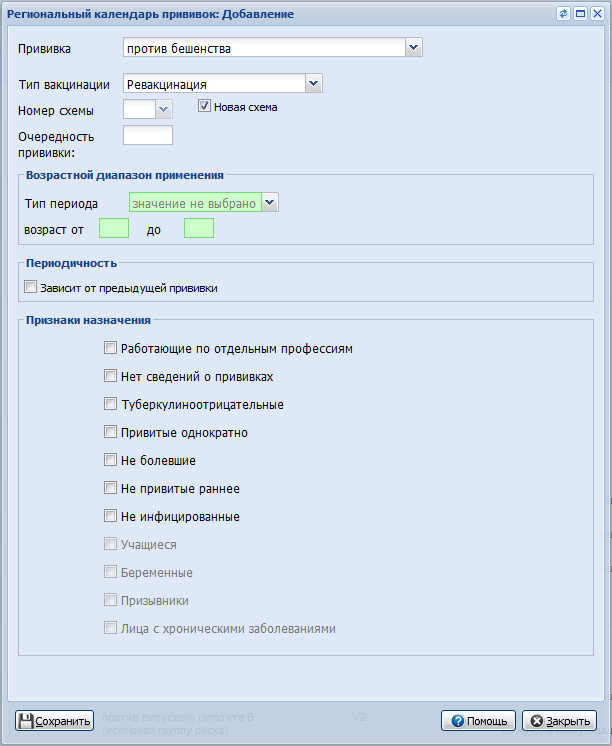 Региональный календарь прививок: Добавление
Прививка против бешенства
Тип вакцинации Ревакцинация
Номер схемы Новая схема
Очередность
прививки:
Возрастной диапазон применения
Тип периода значение не выбрано
возраст от до
Периодичность
Зависит от предыдущей прививки
Признаки назначения
Работающие по отдельным профессиям
Нет сведений о прививках
Туберкулиноотрицательные
Привитые однократно
Не болевшие
Не привитые раннее
Не инфицированные
Учащиеся
Беременные
Призывники
Лица с хроническими заболеваниями
Сохранить против вирусного гепатита В V2 Помощь Закрыть
(исключая группу риска)